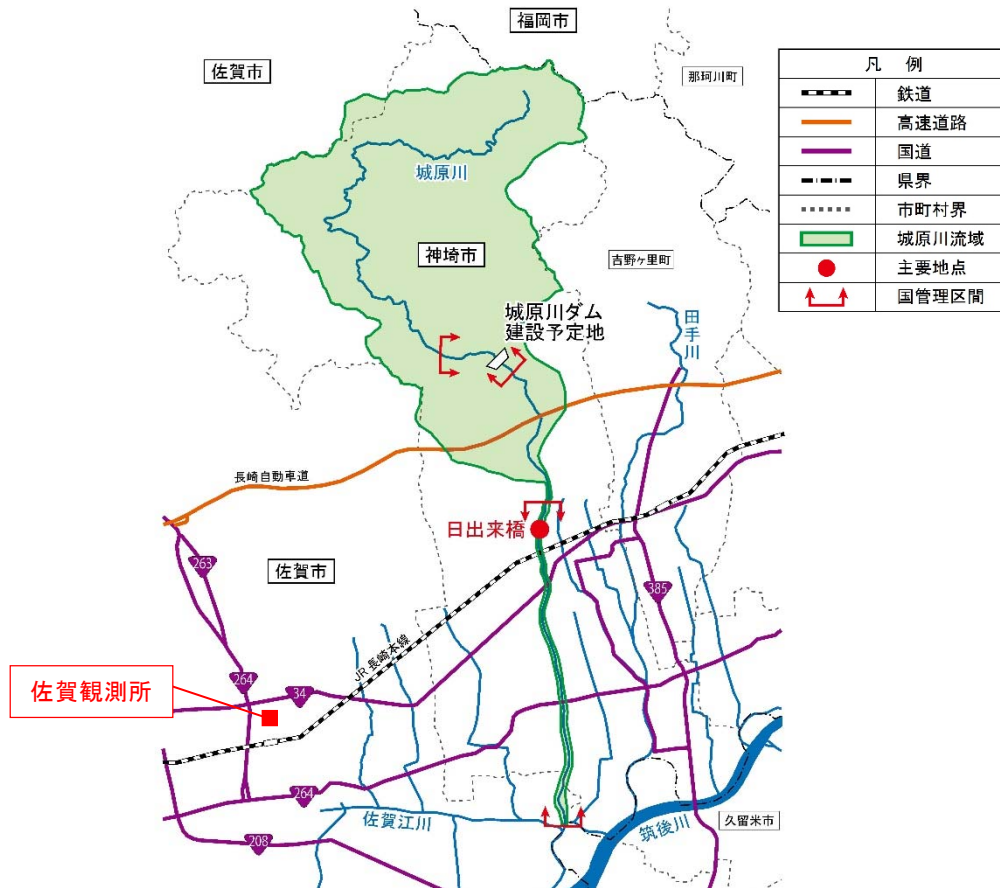 福岡市
佐賀市
那珂川町
凡 例
鉄道
高速道路
国道
県界
市町村界
城原川流域
主要地点
国管理区間
城原川
神埼市
吉野ヶ里町
城原川ダム
建設予定地
田手川
長崎自動車道
日出来橋
263
佐賀市
385
JR長崎本線
264
34
佐賀観測所
264
佐賀江川
208
筑後川
久留米市